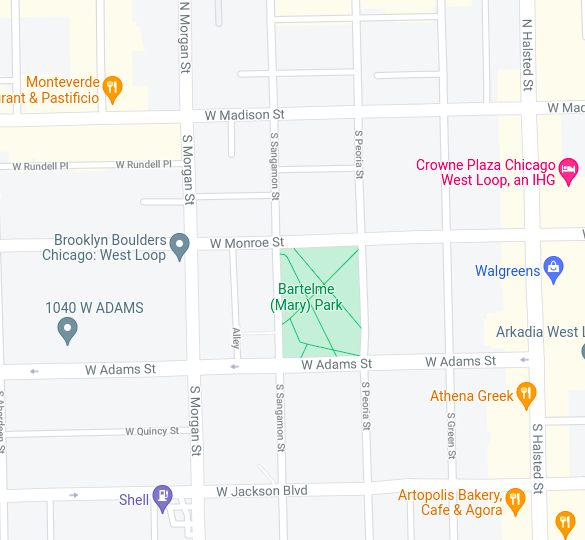 N Morgan St
N Halsted St
Monteverde
rant & Pastificio
W Madison St
W Mad
S Morgan St
S Sangamon St
S Peoria St
W Rundell Pl
W Rundell Pl
Crowne Plaza Chicago
West Loop, an IHG
Brooklyn Boulders
Chicago: West Loop
W Monroe St
Walgreens
Bartelme
(Mary) Park
1040 W ADAMS
Alley
Arkadia West L
W Adams St
W Adams St
W Adams St
S Aberdeen St
S Morgan St
S Sangamon St
S Peoria St
S Green St
Athena Greek
S Halsted St
W Quincy St
W Jackson Blvd
Shell
Artopolis Bakery,
Cafe & Agora